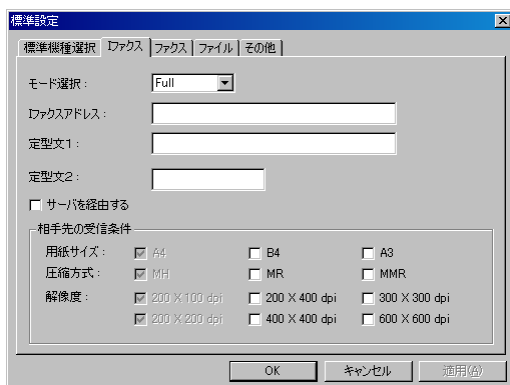 標準設定
標準機種選択 Iファクス ファクス ファイル その他
モード選択: Full
Iファクスアドレス:
定型文1:
定型文2:
サーバを経由する
相手先の受信条件
用紙サイズ: A4 B4 A3
圧縮方式: MH MR MMR
解像度: 200 X 100 dpi 200 X 400 dpi 300 X 300 dpi
200 X 200 dpi 400 X 400 dpi 600 X 600 dpi
OK キャンセル 適用(A)